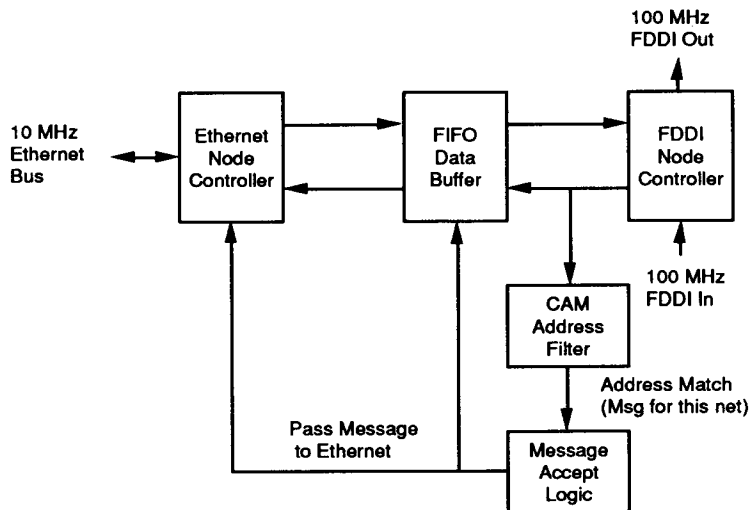 100 MHz
FDDI Out
10 MHz
Ethernet
Bus
Ethernet
Node
Controller
FIFO
Data
Buffer
FDDI
Node
Controller
100 MHz
FDDI In
CAM
Address
Filter
Address Match
(Msg for this net)
Pass Message
to Ethernet
Message
Accept
Logic